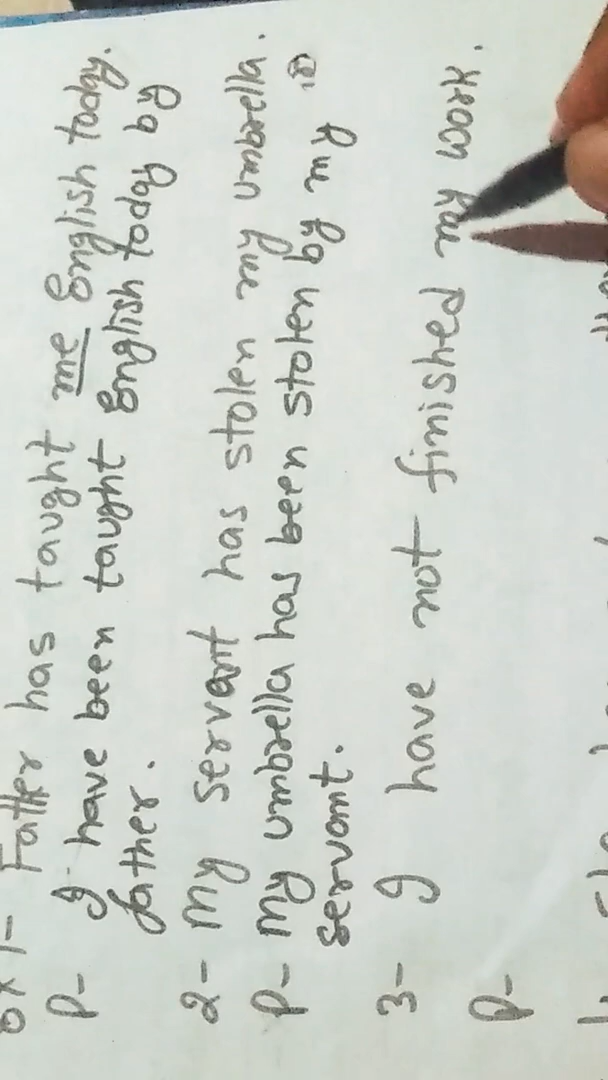 Ex 1- Father has taught me English today.
P- I have been taught English today by
father.
2- My servant has stolen my umbrella.
P- My umbrella has been stolen by my
servant.
3- I have not finished my work.
P-